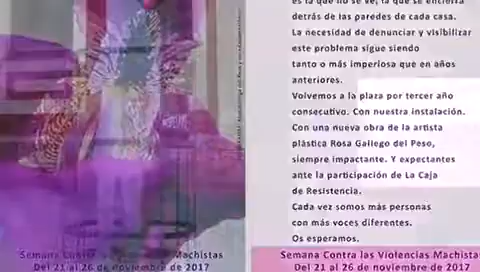 es la que no se ve, la que se encierra
detrás de las paredes de cada casa.
La necesidad de denunciar y visibilizar
este problema sigue siendo
tanto o más imperiosa que en años
anteriores.
Volvemos a la plaza por tercer año
consecutivo. Con nuestra instalación.
Con una nueva obra de la artista
plástica Rosa Gallego del Peso,
siempre impactante. Y expectantes
ante la participación de La Caja
de Resistencia.
Cada vez somos más personas
con más voces diferentes.
Os esperamos.
Semana Contra las Violencias Machistas
Del 21 al 26 de noviembre de 2017
Semana Contra las Violencias Machistas
Del 21 al 26 de noviembre de 2017